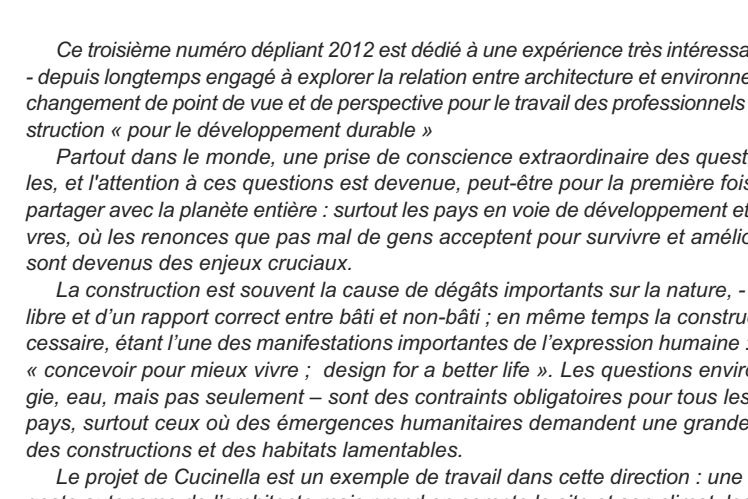 Ce troisième numéro dépliant 2012 est dédié à une expérience très intéressa
- depuis longtemps engagé à explorer la relation entre architecture et environne
changement de point de vue et de perspective pour le travail des professionnels
struction « pour le développement durable »
Partout dans le monde, une prise de conscience extraordinaire des quest
les, et l'attention à ces questions est devenue, peut-être pour la première fois
partager avec la planète entière : surtout les pays en voie de développement et
vres, où les renonces que pas mal de gens acceptent pour survivre et amélio
sont devenus des enjeux cruciaux.
La construction est souvent la cause de dégâts importants sur la nature, -
libre et d’un rapport correct entre bâti et non-bâti ; en même temps la constru
cessaire, étant l’une des manifestations importantes de l’expression humaine :
« concevoir pour mieux vivre ; design for a better life ». Les questions enviro
gie, eau, mais pas seulement – sont des contraints obligatoires pour tous les
pays, surtout ceux où des émergences humanitaires demandent une grande
des constructions et des habitats lamentables.
Le projet de Cucinella est un exemple de travail dans cette direction : une